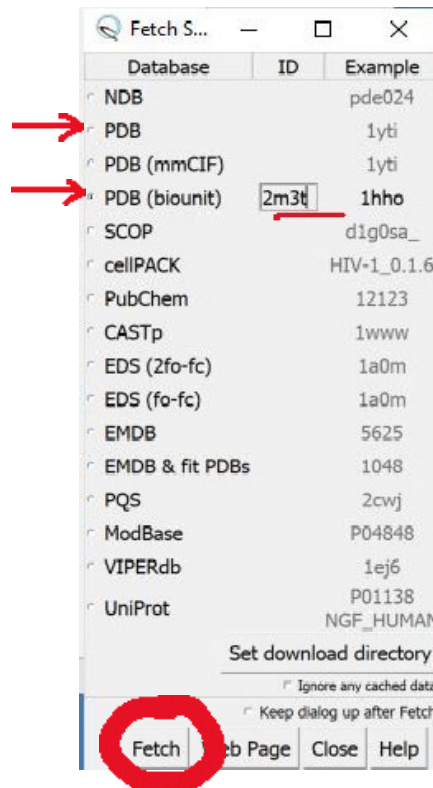 Fetch S...
Database ID Example
NDB pde024
PDB 1yti
PDB (mmCIF) 1yti
PDB (biounit) 2m3t 1hho
SCOP d1g0sa_
cellPACK HIV-1_0.1.6
PubChem 12123
CASTp 1www
EDS (2fo-fc) 1a0m
EDS (fo-fc) 1a0m
EMDB 5625
EMDB & fit PDBs 1048
PQS 2cwj
ModBase P04848
VIPERdb 1ej6
UniProt P01138
NGF_HUMAN
Set download directory
Ignore any cached data
Keep dialog up after Fetch
Fetch eb Page Close Help